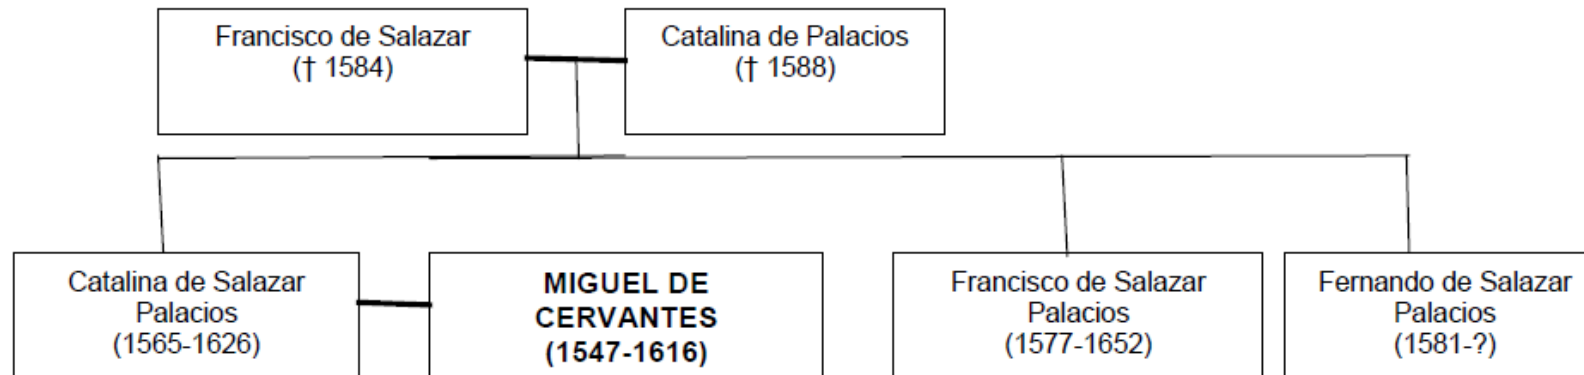 Francisco de Salazar
(† 1584)
Catalina de Palacios
(† 1588)
Catalina de Salazar
Palacios
(1565-1626)
MIGUEL DE
CERVANTES
(1547-1616)
Francisco de Salazar
Palacios
(1577-1652)
Fernando de Salazar
Palacios
(1581-?)